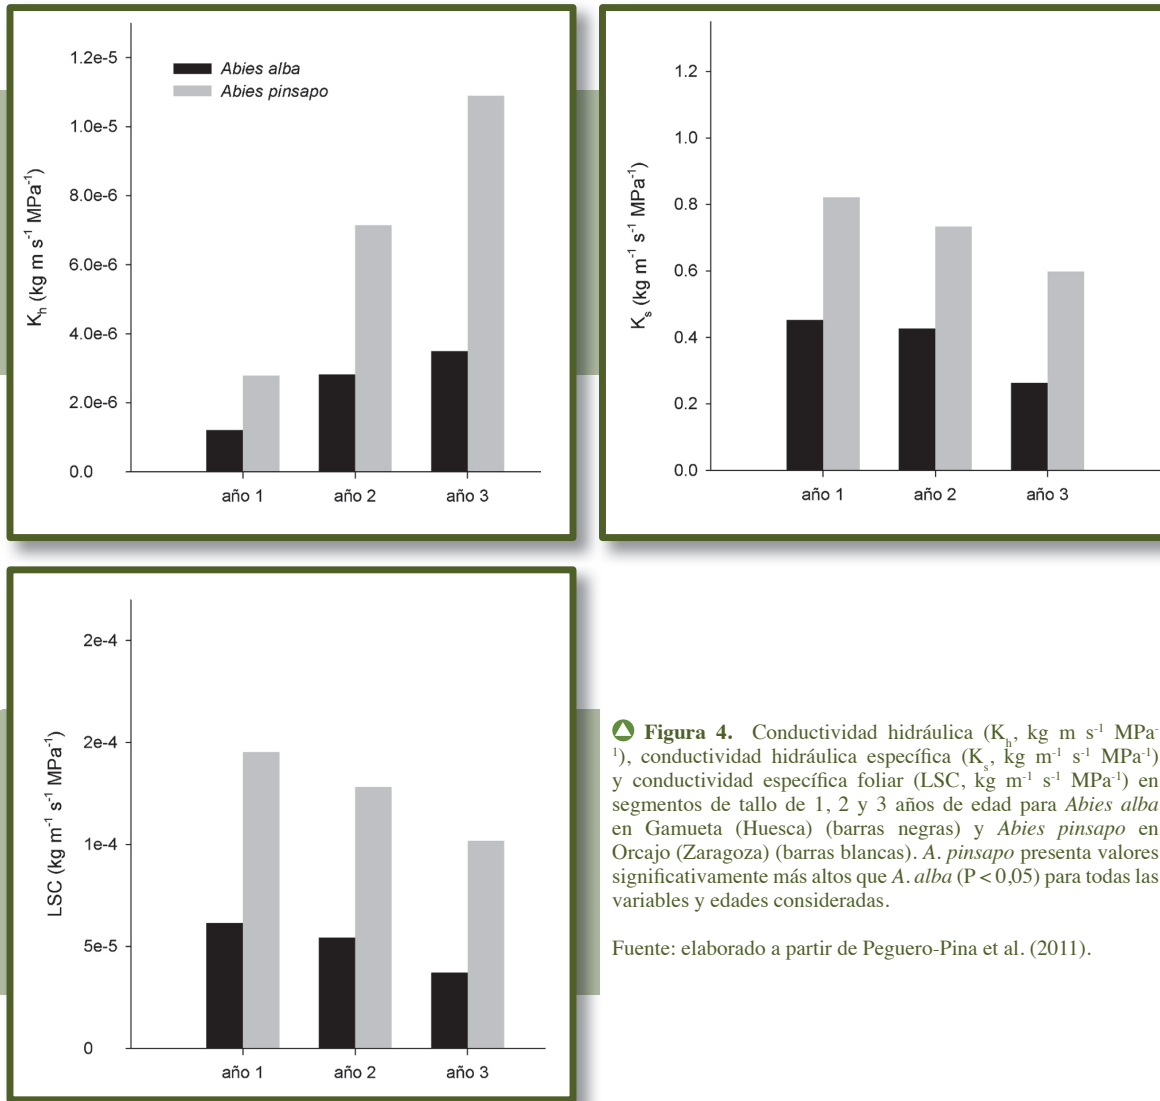 1.2e-5
1.0e-5
8.0e-6
6.0e-6
4.0e-6
2.0e-6
0.0
Kh (kg m s-1 MPa-1)
Abies alba
Abies pinsapo
año 1 año 2 año 3
1.2
1.0
0.8
0.6
0.4
0.2
0.0
Ks (kg m-1 s-1 MPa-1)
año 1 año 2 año 3
2e-4
2e-4
1e-4
5e-5
0
LSC (kg m-1 s-1 MPa-1)
año 1 año 2 año 3
Figura 4. Conductividad hidráulica (Kh, kg m s-1 MPa-
1), conductividad hidráulica específica (Ks, kg m-1 s-1 MPa-1)
y conductividad específica foliar (LSC, kg m-1 s-1 MPa-1) en
segmentos de tallo de 1, 2 y 3 años de edad para Abies alba
en Gamueta (Huesca) (barras negras) y Abies pinsapo en
Orcajo (Zaragoza) (barras blancas). A. pinsapo presenta valores
significativamente más altos que A. alba (P < 0,05) para todas las
variables y edades consideradas.
Fuente: elaborado a partir de Peguero-Pina et al. (2011).